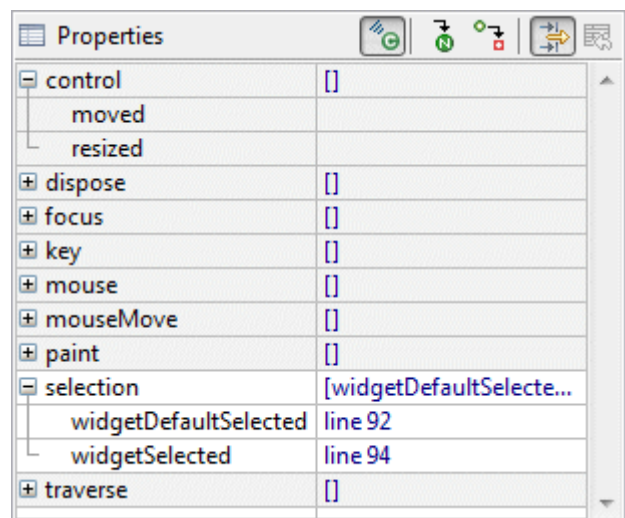 Properties
control []
moved
resized
dispose []
focus []
key []
mouse []
mouseMove []
paint []
selection [widgetDefaultSelecte...
widgetDefaultSelected line 92
widgetSelected line 94
traverse []